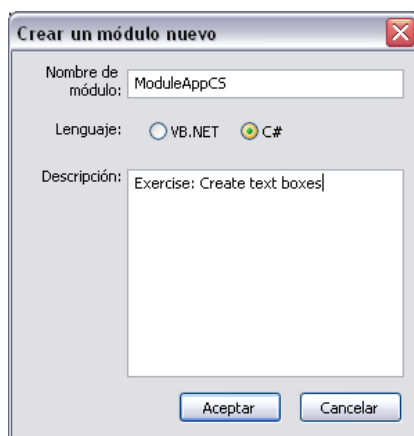 Crear un módulo nuevo
Nombre de
módulo:
ModuleAppCS
Lenguaje:
VB.NET
C#
Descripción:
Exercise: Create text boxes
Aceptar
Cancelar